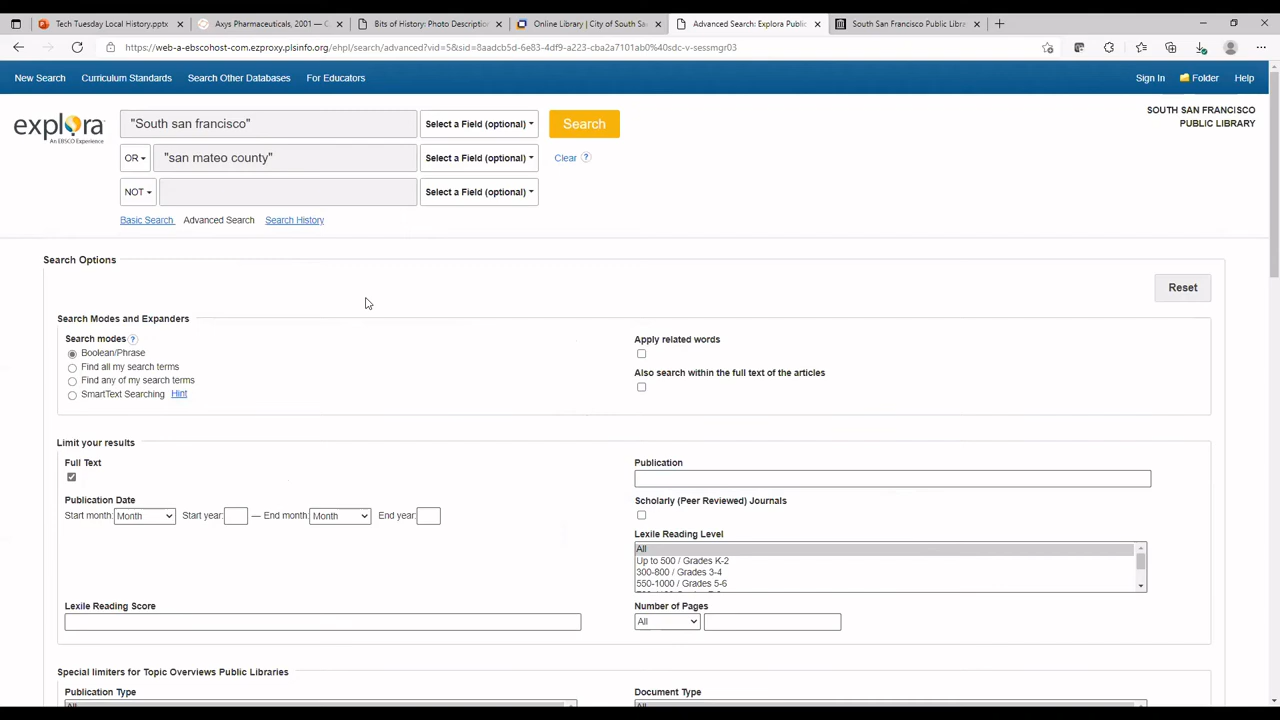 Tech Tuesday Local History.pptx
Axys Pharmaceuticals, 2001 — C
Bits of History: Photo Description
Online Library | City of South Sa
Advanced Search: Explora Public
South San Francisco Public Libra
https://web-a-ebscohost-com.ezproxy.plsinfo.org/ehpl/search/advanced?vid=5&sid=8aadcb5d-6e83-4df9-a223-cba2a7101ab0%40sdc-v-sessmgr03
New Search Curriculum Standards Search Other Databases For Educators Sign In Folder Help
explora
An EBSCO Experience
SOUTH SAN FRANCISCO
PUBLIC LIBRARY
"South san francisco" Select a Field (optional) Search
OR "san mateo county" Select a Field (optional) Clear ?
NOT Select a Field (optional)
Basic Search Advanced Search Search History
Search Options
Reset
Search Modes and Expanders
Search modes ?
Boolean/Phrase
Find all my search terms
Find any of my search terms
SmartText Searching Hint
Apply related words
Also search within the full text of the articles
Limit your results
Full Text
Publication
Publication Date
Start month: Month Start year: — End month: Month End year:
Scholarly (Peer Reviewed) Journals
Lexile Reading Level
All
Up to 500 / Grades K-2
300-800 / Grades 3-4
550-1000 / Grades 5-6
Lexile Reading Score
Number of Pages
All
Special limiters for Topic Overviews Public Libraries
Publication Type
Document Type